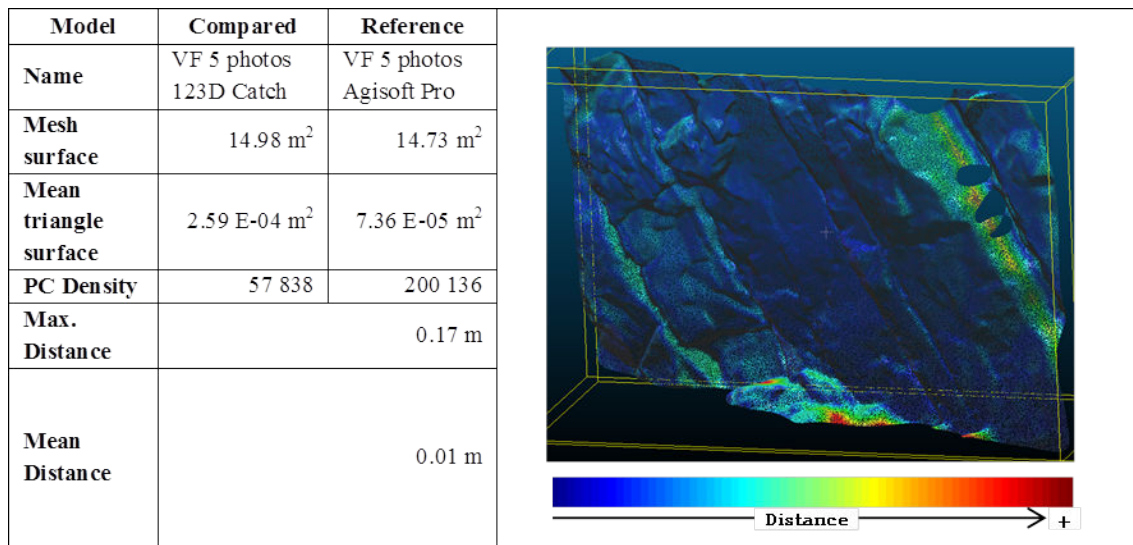 Model Compared Reference
Name VF 5 photos 123D Catch VF 5 photos Agisoft Pro
Mesh surface 14.98 m² 14.73 m²
Mean triangle surface 2.59 E-04 m² 7.36 E-05 m²
PC Density 57 838 200 136
Max. Distance 0.17 m
Mean Distance 0.01 m
Distance +